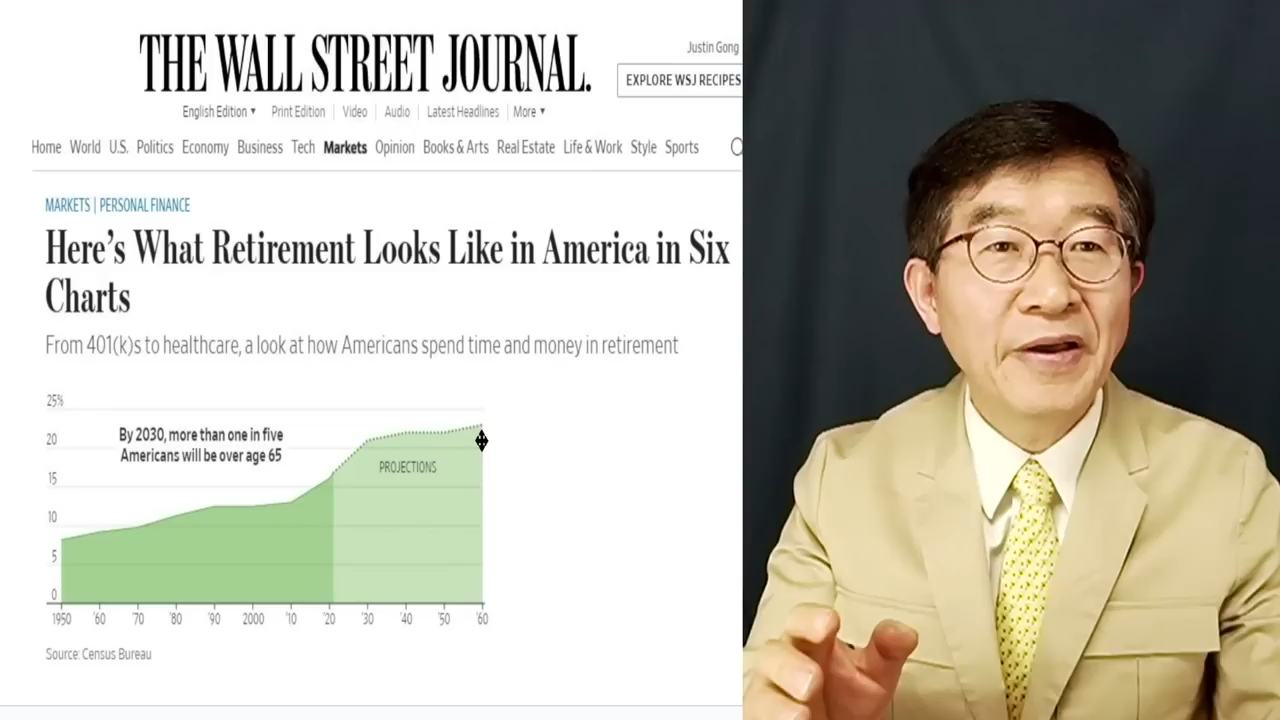 THE WALL STREET JOURNAL.
Justin Gong
EXPLORE WSJ RECIPES
English Edition ▾ Print Edition Video Audio Latest Headlines More ▾
Home World U.S. Politics Economy Business Tech Markets Opinion Books & Arts Real Estate Life & Work Style Sports
MARKETS | PERSONAL FINANCE
Here's What Retirement Looks Like in America in Six
Charts
From 401(k)s to healthcare, a look at how Americans spend time and money in retirement
25%
By 2030, more than one in five
Americans will be over age 65
20
PROJECTIONS
15
10
5
0
1950 '60 '70 '80 '90 2000 '10 '20 '30 '40 '50 '60
Source: Census Bureau